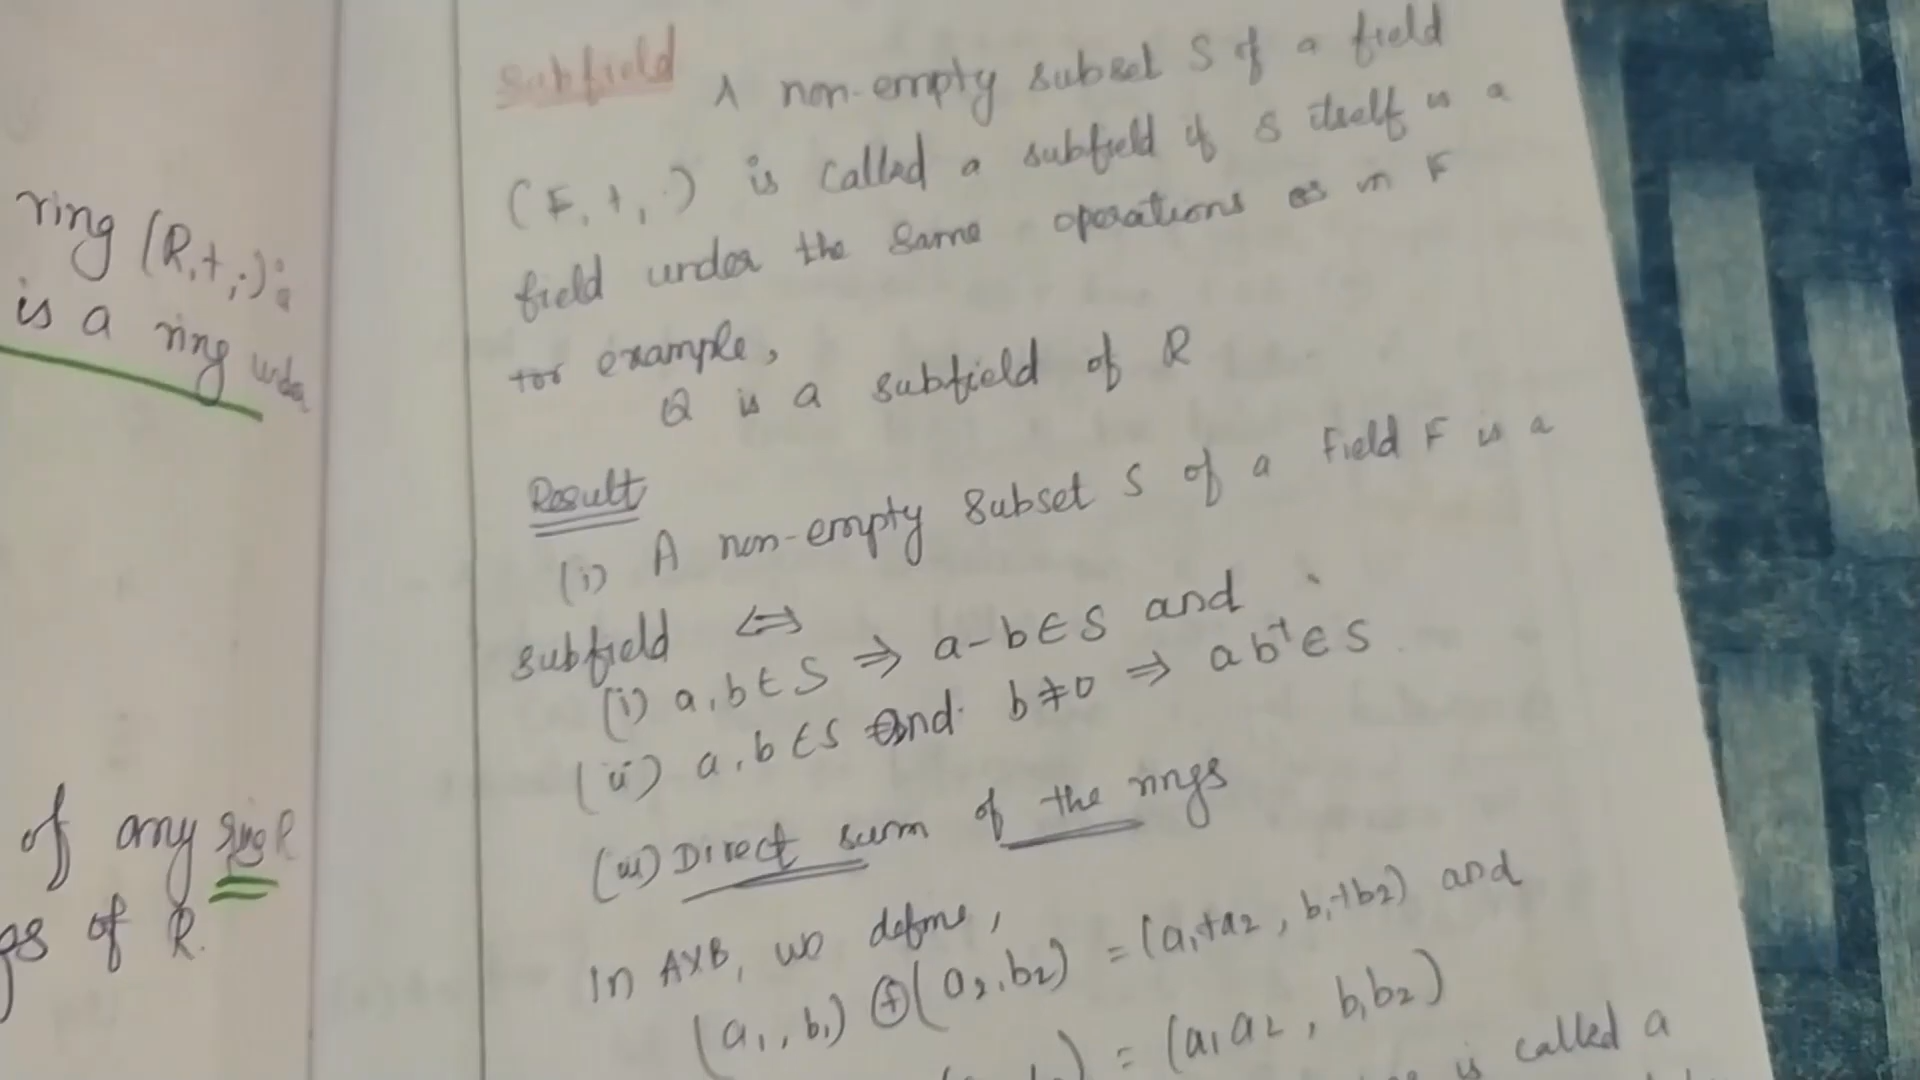 ring (R,+,·)
is a ring under
of any ring R
gs of R.
Subfield A non-empty subset S of a field
(F,+,·) is called a subfield if S itself is a
field under the same operations as in F
For example,
Q is a subfield of R
Result
(i) A non-empty subset S of a field F is a
subfield ⇔
(i) a,b∈S ⇒ a-b∈S and
(ii) a,b∈S and b≠0 ⇒ ab⁻¹∈S
(iii) Direct sum of the rings
In A×B, we define,
(a₁,b₁) ⊕ (a₂,b₂) = (a₁+a₂, b₁+b₂) and
) = (a₁a₂, b₁b₂)
is called a